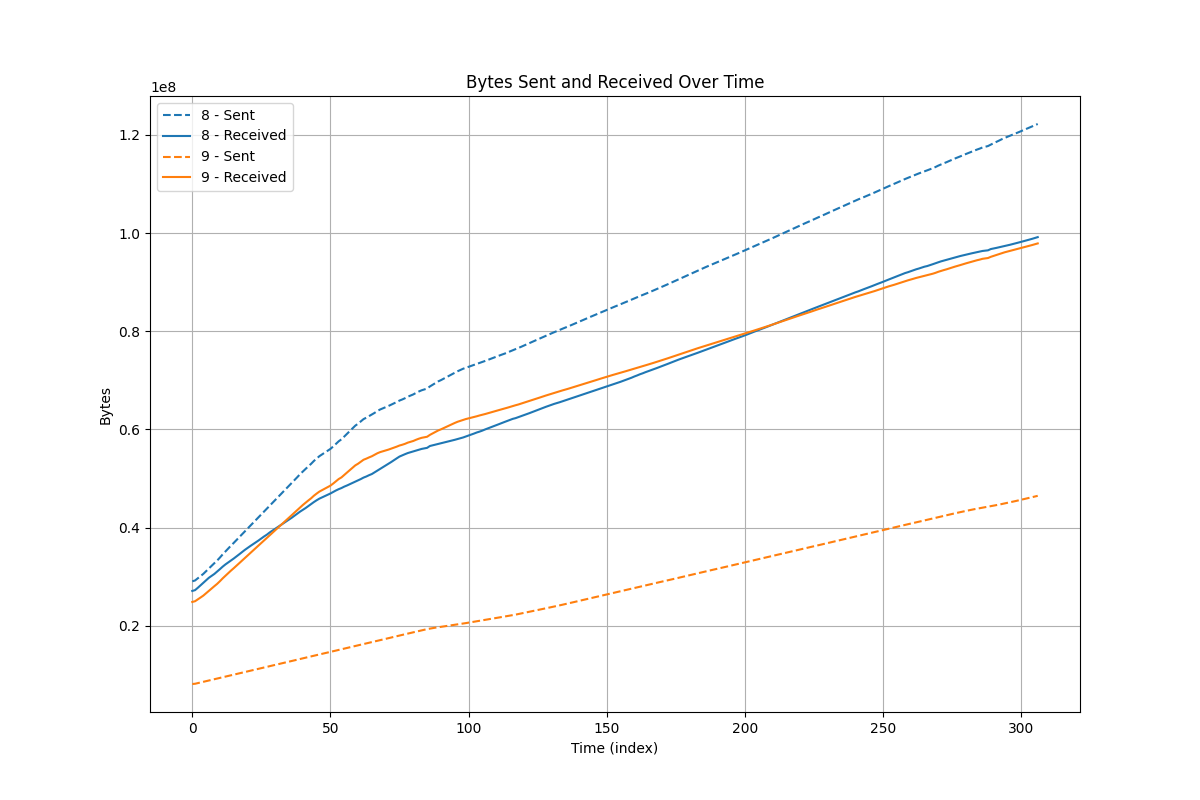 Bytes Sent and Received Over Time
1e8
8 - Sent
8 - Received
9 - Sent
9 - Received
1.2
1.0
0.8
0.6
0.4
0.2
Bytes
0 50 100 150 200 250 300
Time (index)